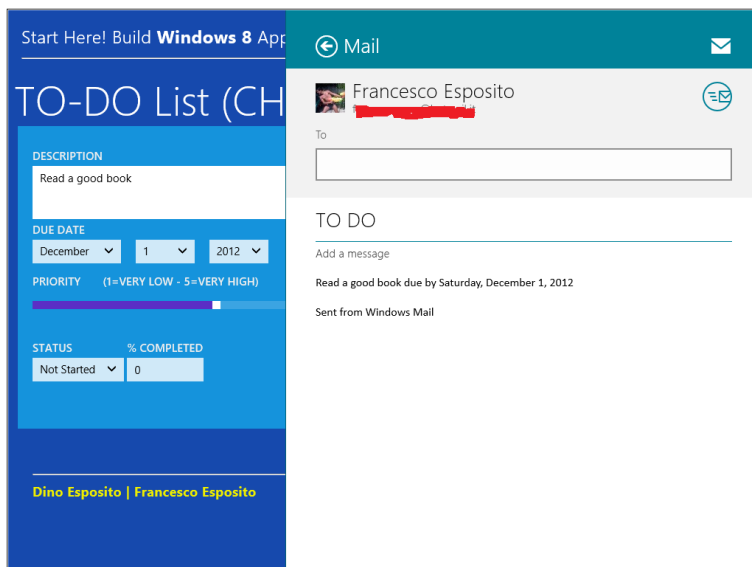 Start Here! Build Windows 8 App
TO-DO List (CH
DESCRIPTION
Read a good book
DUE DATE
December 1 2012
PRIORITY (1=VERY LOW - 5=VERY HIGH)
STATUS % COMPLETED
Not Started 0
Dino Esposito | Francesco Esposito
Mail
Francesco Esposito
To
TO DO
Add a message
Read a good book due by Saturday, December 1, 2012
Sent from Windows Mail